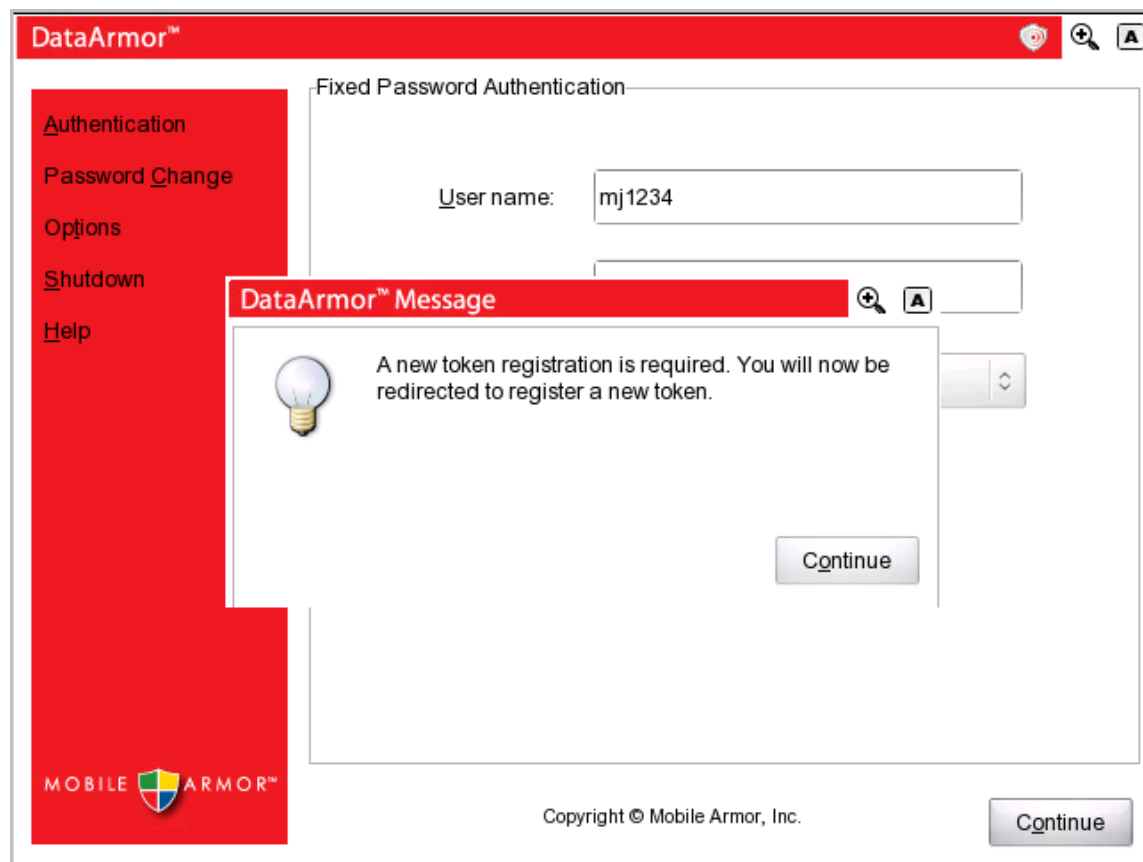 DataArmor™
A
Fixed Password Authentication
Authentication
Password Change
Options
Shutdown
Help
User name:
mj1234
DataArmor™ Message
A
A new token registration is required. You will now be
redirected to register a new token.
Continue
MOBILE ARMOR™
Copyright © Mobile Armor, Inc.
Continue